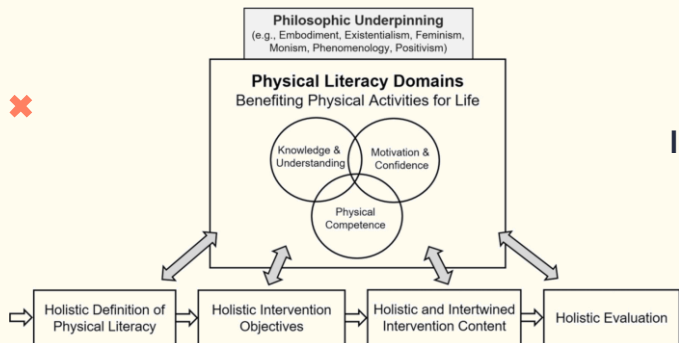 Philosophic Underpinning
(e.g., Embodiment, Existentialism, Feminism,
Monism, Phenomenology, Positivism)
Physical Literacy Domains
Benefiting Physical Activities for Life
Knowledge &
Understanding
Motivation &
Confidence
Physical
Competence
Holistic Definition of
Physical Literacy
Holistic Intervention
Objectives
Holistic and Intertwined
Intervention Content
Holistic Evaluation